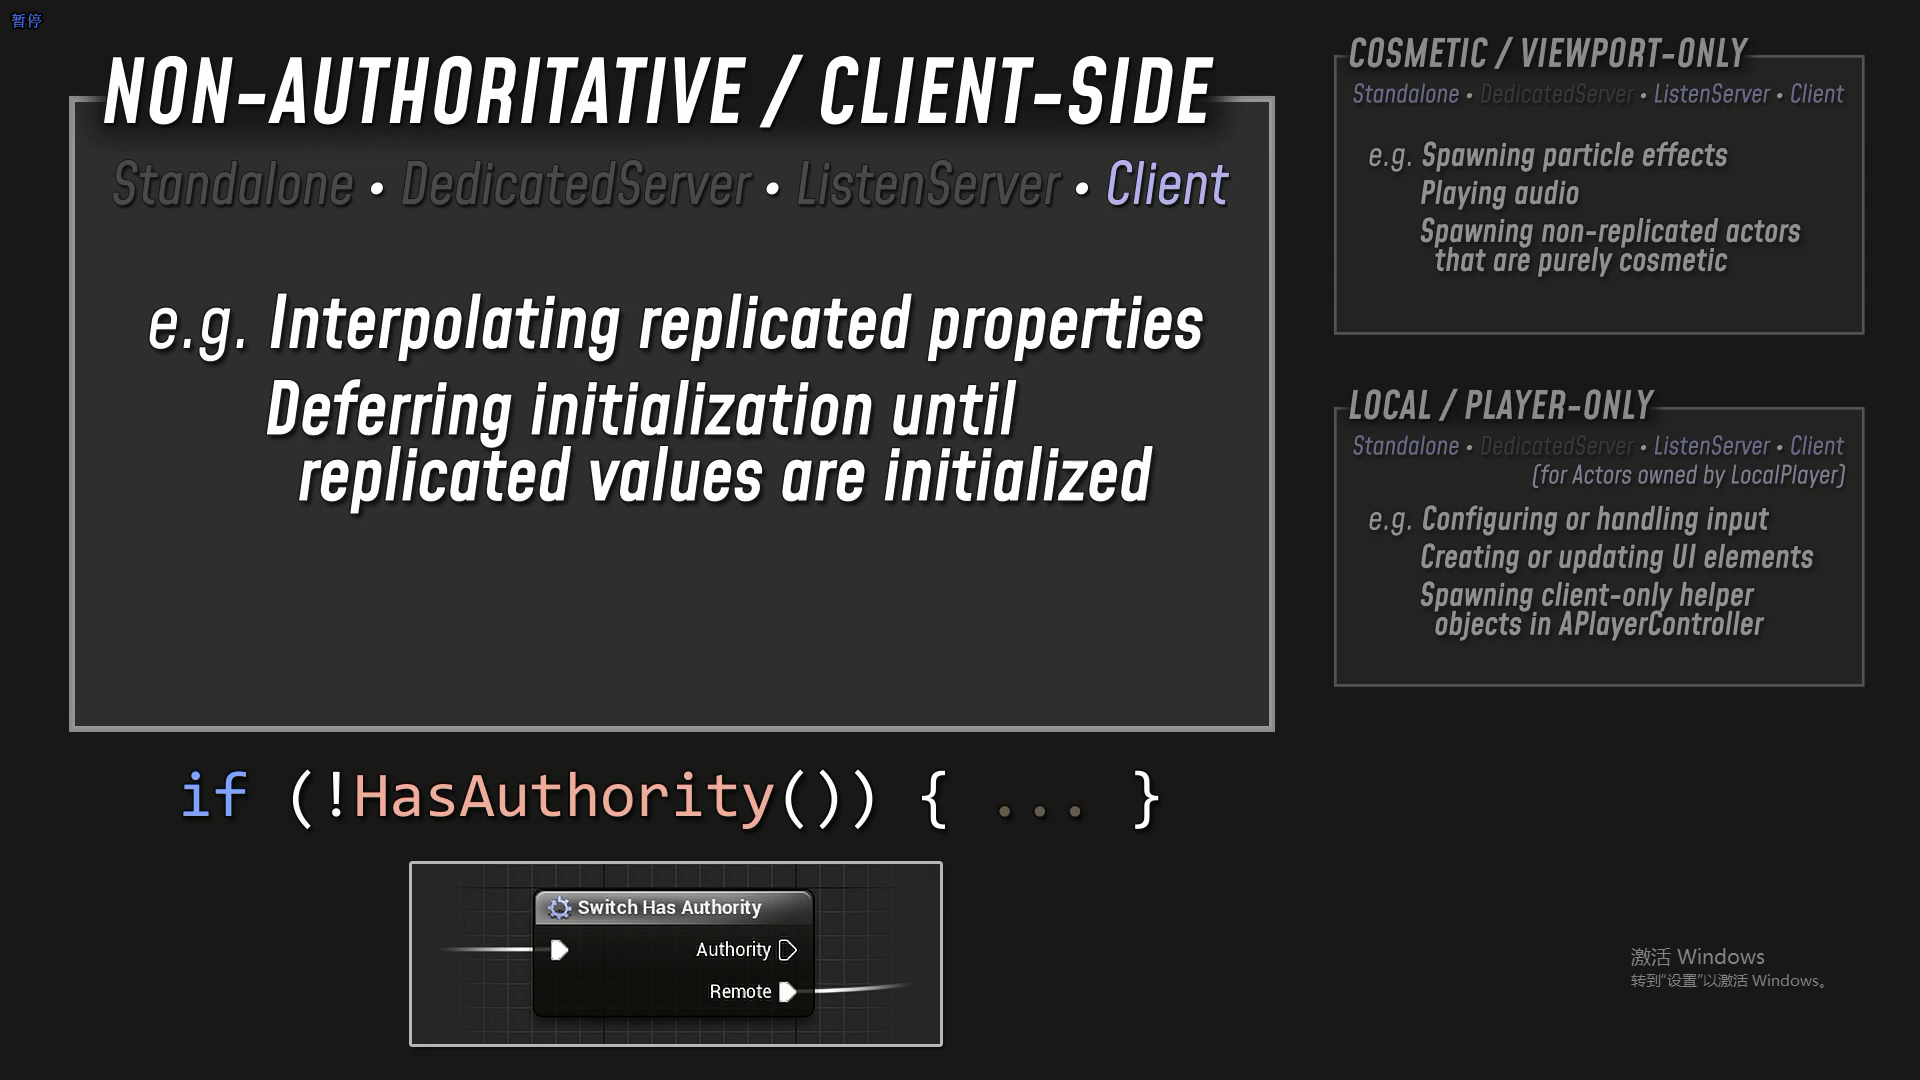 暂停
NON-AUTHORITATIVE / CLIENT-SIDE
Standalone • DedicatedServer • ListenServer • Client
e.g. Interpolating replicated properties
Deferring initialization until
replicated values are initialized
if (!HasAuthority()) { ... }
Switch Has Authority
Authority
Remote
COSMETIC / VIEWPORT-ONLY
Standalone • DedicatedServer • ListenServer • Client
e.g. Spawning particle effects
Playing audio
Spawning non-replicated actors
that are purely cosmetic
LOCAL / PLAYER-ONLY
Standalone • DedicatedServer • ListenServer • Client
(for Actors owned by LocalPlayer)
e.g. Configuring or handling input
Creating or updating UI elements
Spawning client-only helper
objects in APlayerController
激活 Windows
转到“设置”以激活 Windows。